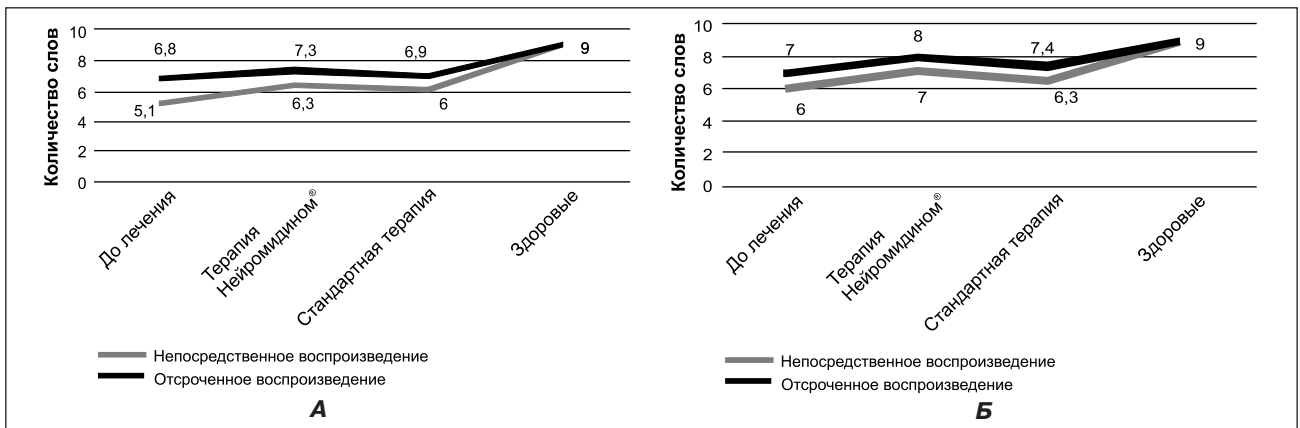 Количество слов
10
8
6
4
2
0
6,8
7,3
6,9
9
5,1
6,3
6
До лечения
Терапия
Нейромидином®
Стандартная терапия
Здоровые
Непосредственное воспроизведение
Отсроченное воспроизведение
А
Количество слов
10
8
6
4
2
0
7
8
7,4
9
6
7
6,3
До лечения
Терапия
Нейромидином®
Стандартная терапия
Здоровые
Непосредственное воспроизведение
Отсроченное воспроизведение
Б